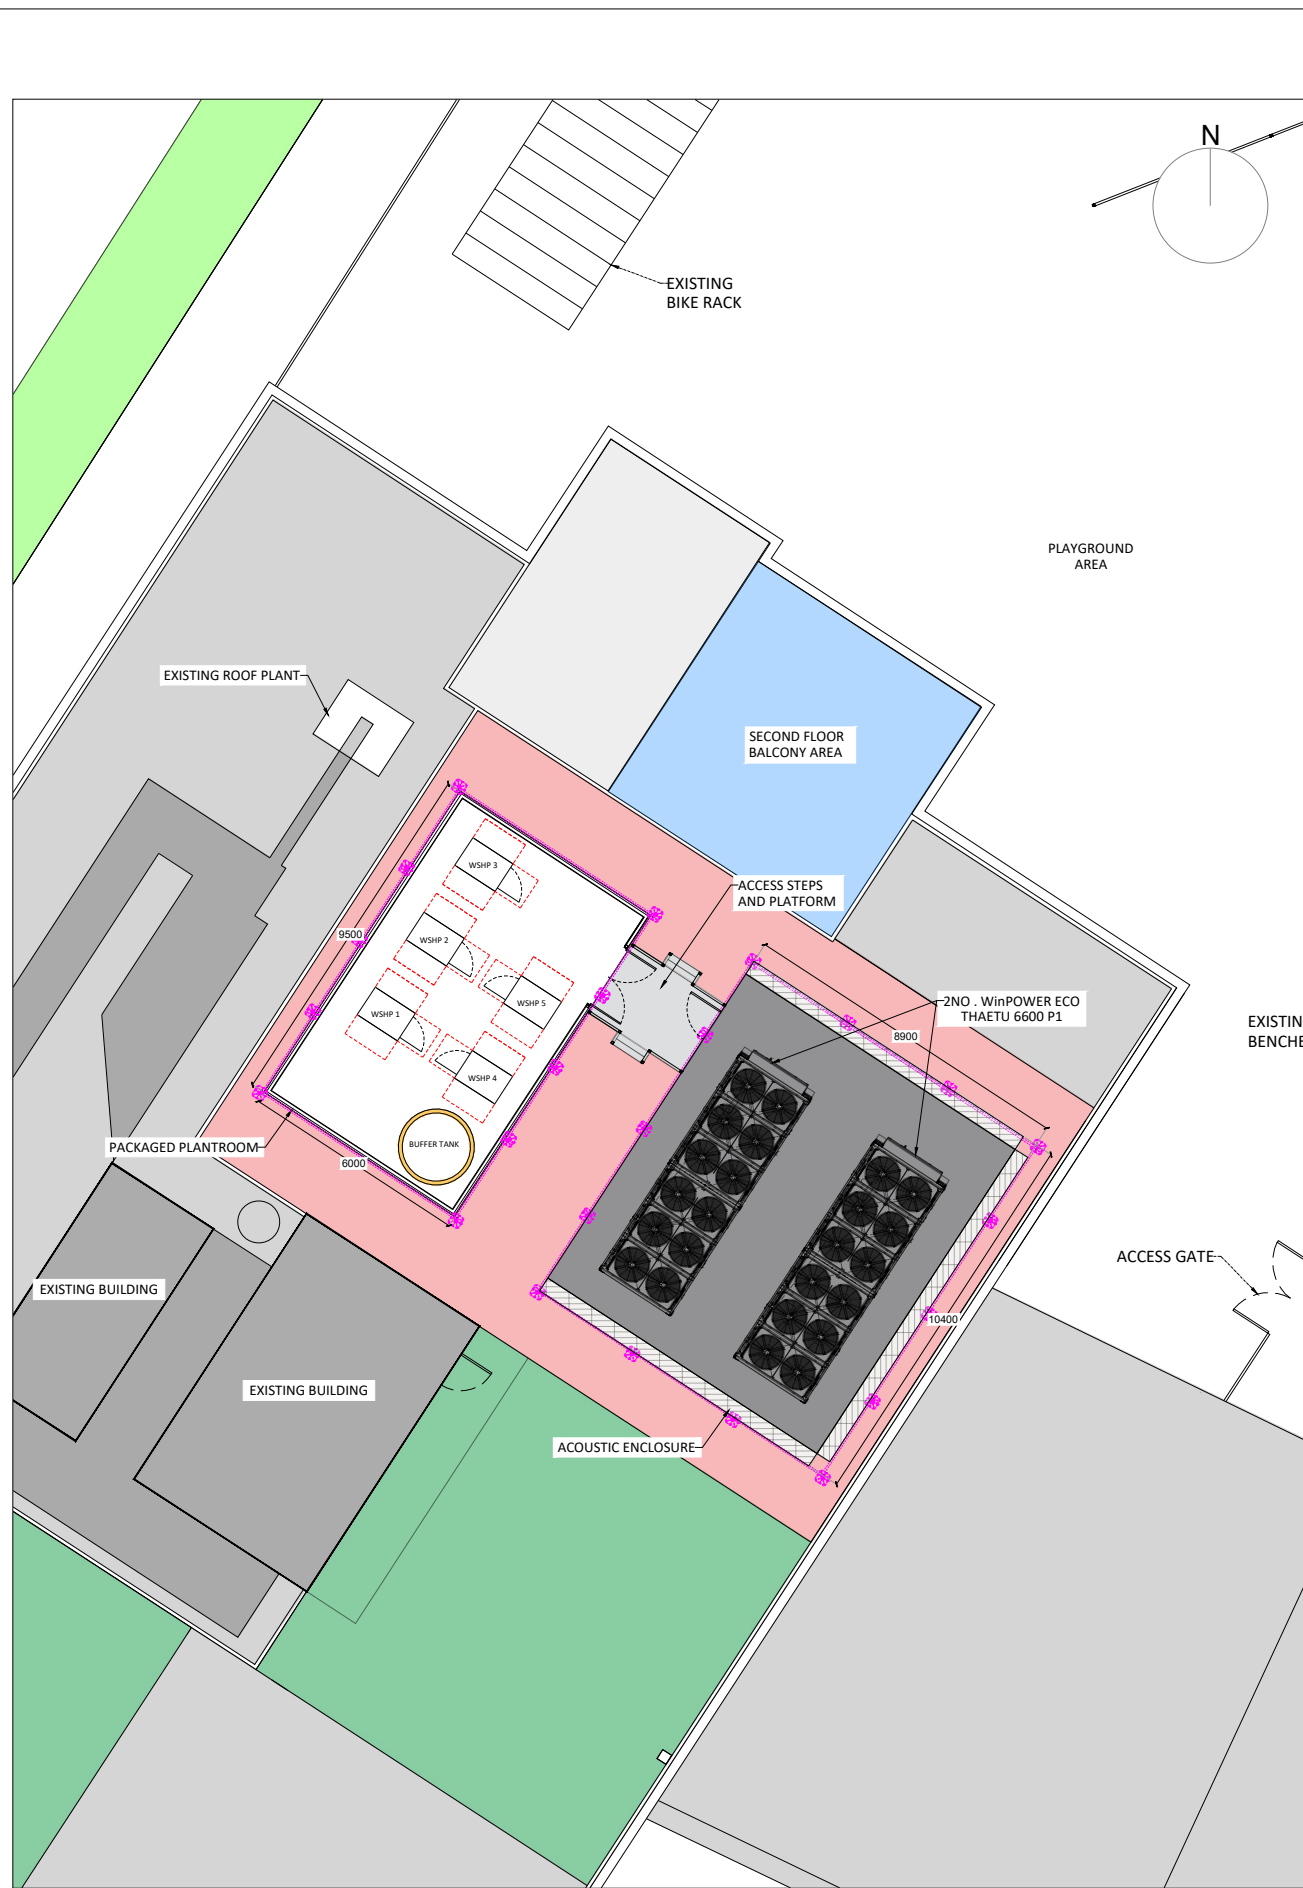 N
EXISTING
BIKE RACK
PLAYGROUND
AREA
EXISTING ROOF PLANT
SECOND FLOOR
BALCONY AREA
WSHP 3
ACCESS STEPS
AND PLATFORM
9500
WSHP 2
WSHP 5
2NO . WinPOWER ECO
THAETU 6600 P1
WSHP 1
8900
EXISTIN
BENCHE
WSHP 4
PACKAGED PLANTROOM
BUFFER TANK
6000
ACCESS GATE
EXISTING BUILDING
10400
EXISTING BUILDING
ACOUSTIC ENCLOSURE